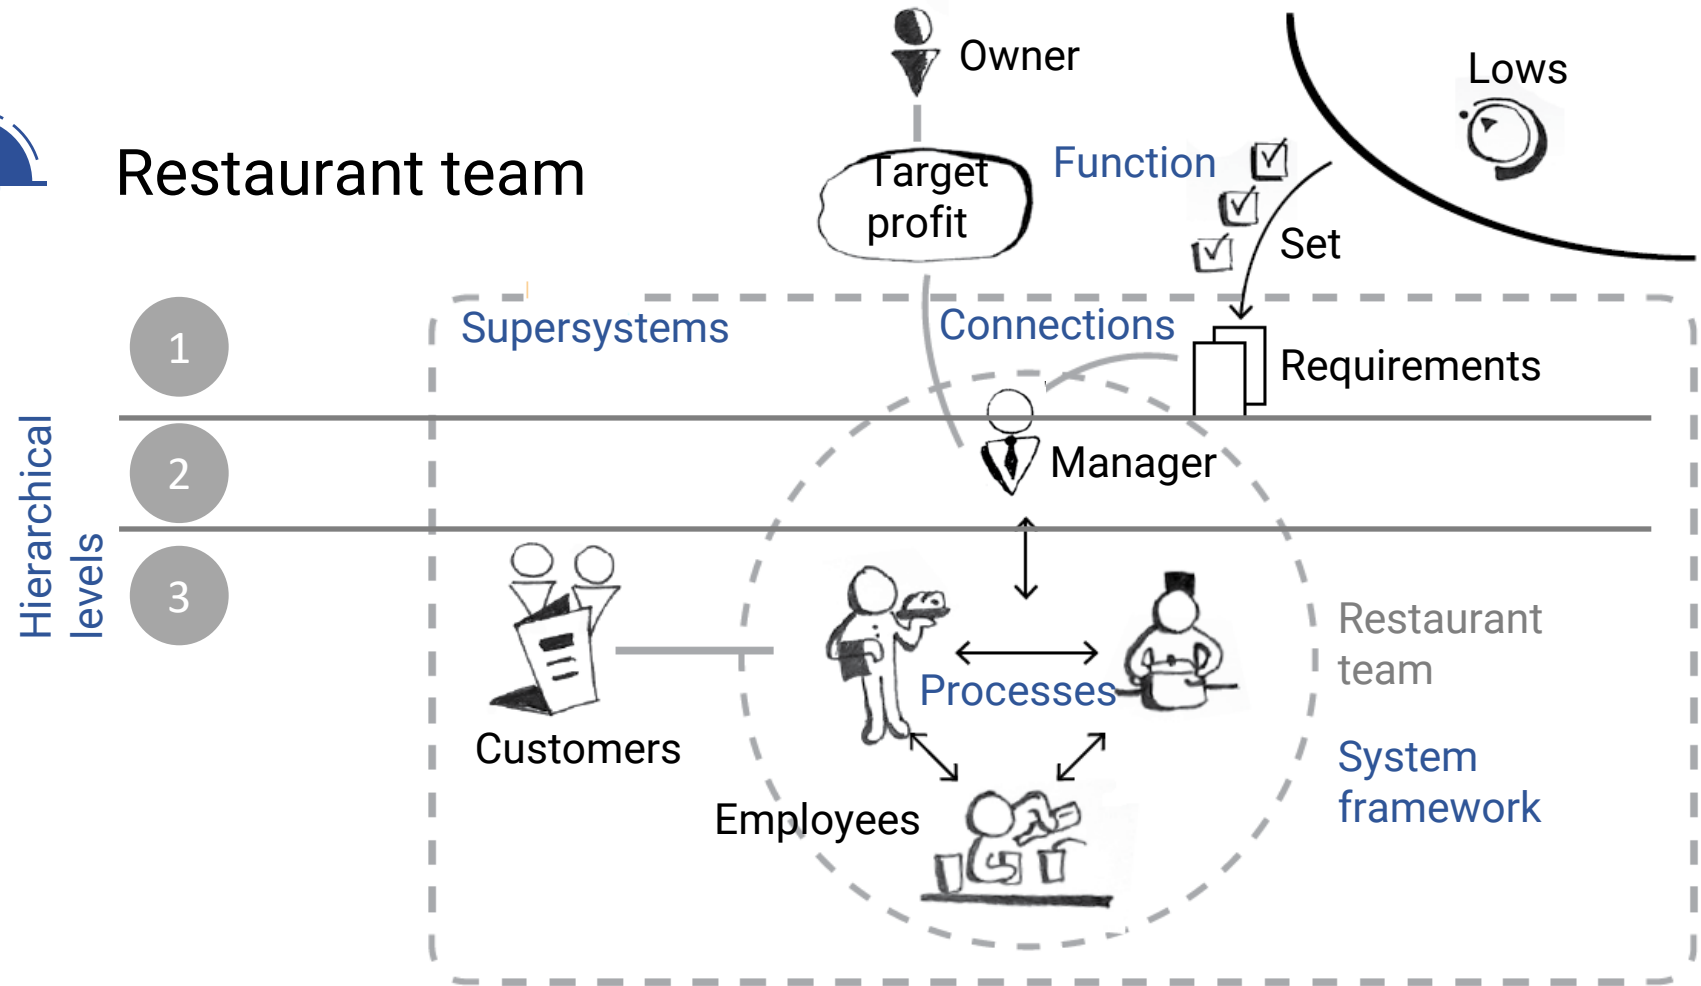 Owner
Lows
Restaurant team
Function
Target
profit
Set
1
Supersystems
Connections
Requirements
Hierarchical
levels
2
Manager
3
Restaurant
team
Processes
Customers
System
framework
Employees